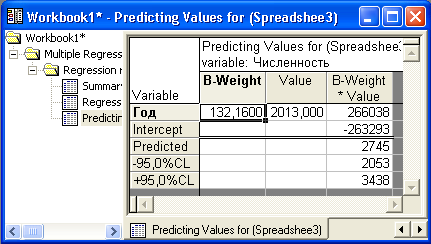 Workbook1* - Predicting Values for (Spreadshee3)
Workbook1*
Multiple Regress
Regression r
Summar
Regress
Predictin
Predicting Values for (Spreadshee3
variable: Численность
Variable B-Weight Value B-Weight * Value
Год 132,1600 2013,000 266038
Intercept -263293
Predicted 2745
-95,0%CL 2053
+95,0%CL 3438
Predicting Values for (Spreadshee3)